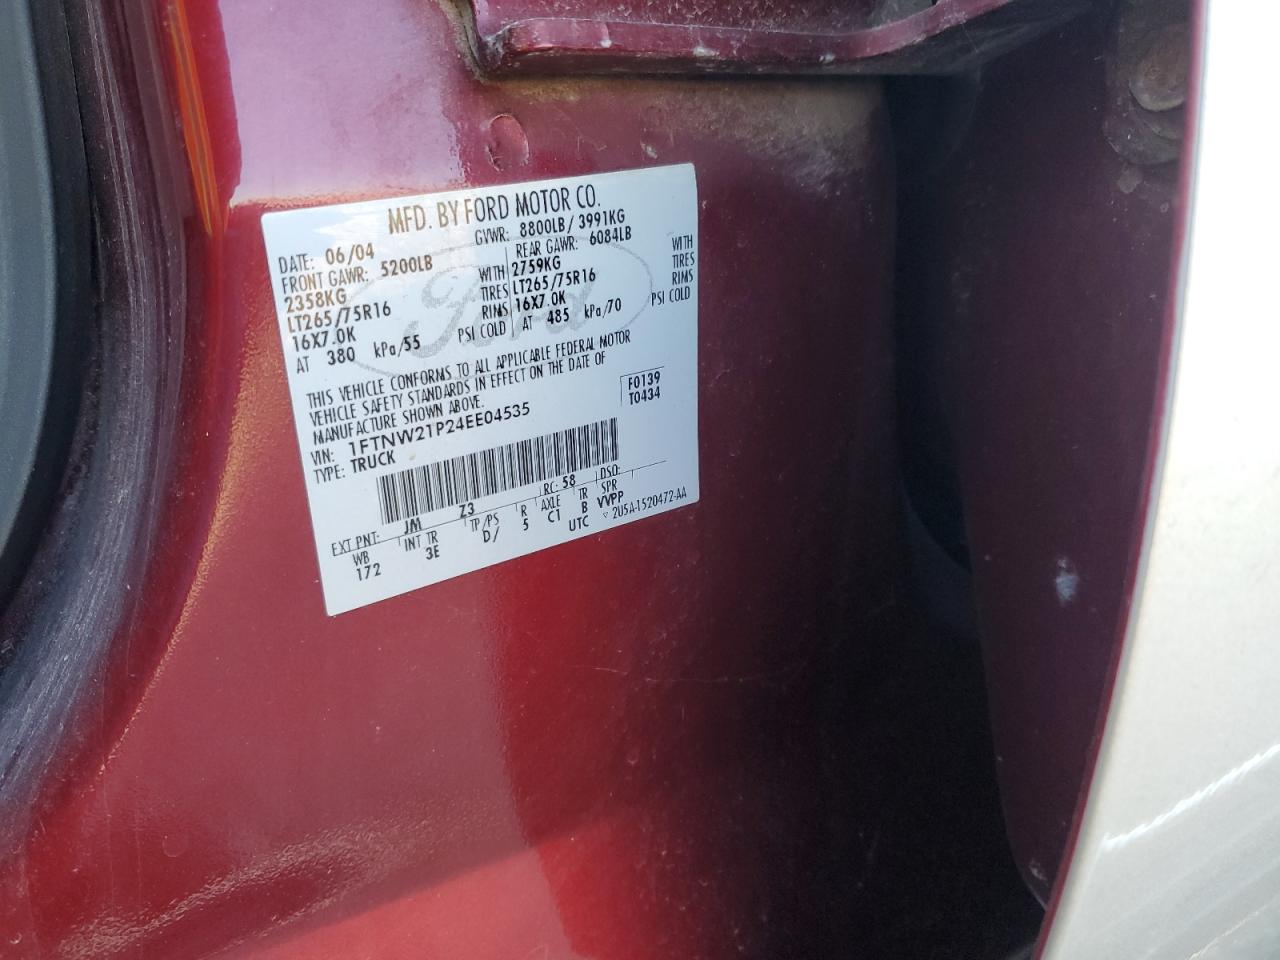 MFD. BY FORD MOTOR CO.
DATE: 06/04 GVWR: 8800LB/ 3991KG
FRONT GAWR: 5200LB REAR GAWR: 6084LB
2358KG WITH 2759KG WITH
LT265/75R16 TIRES LT265/75R16 TIRES
16X7.0K RIMS 16X7.0K RIMS
AT 380 kPa/55 PSI COLD AT 485 kPa/70 PSI COLD
Ford
THIS VEHICLE CONFORMS TO ALL APPLICABLE FEDERAL MOTOR
VEHICLE SAFETY STANDARDS IN EFFECT ON THE DATE OF
MANUFACTURE SHOWN ABOVE.
VIN: 1FTNW21P24EE04535
TYPE: TRUCK
F0139
T0434
EXT PNT: JM Z3 RC: 58 DSO:
WB INT TR TP/PS R AXLE TR SPR
172 3E D/ 5 C1 B VVPP
UTC ▽ 2U5A-1520472-AA